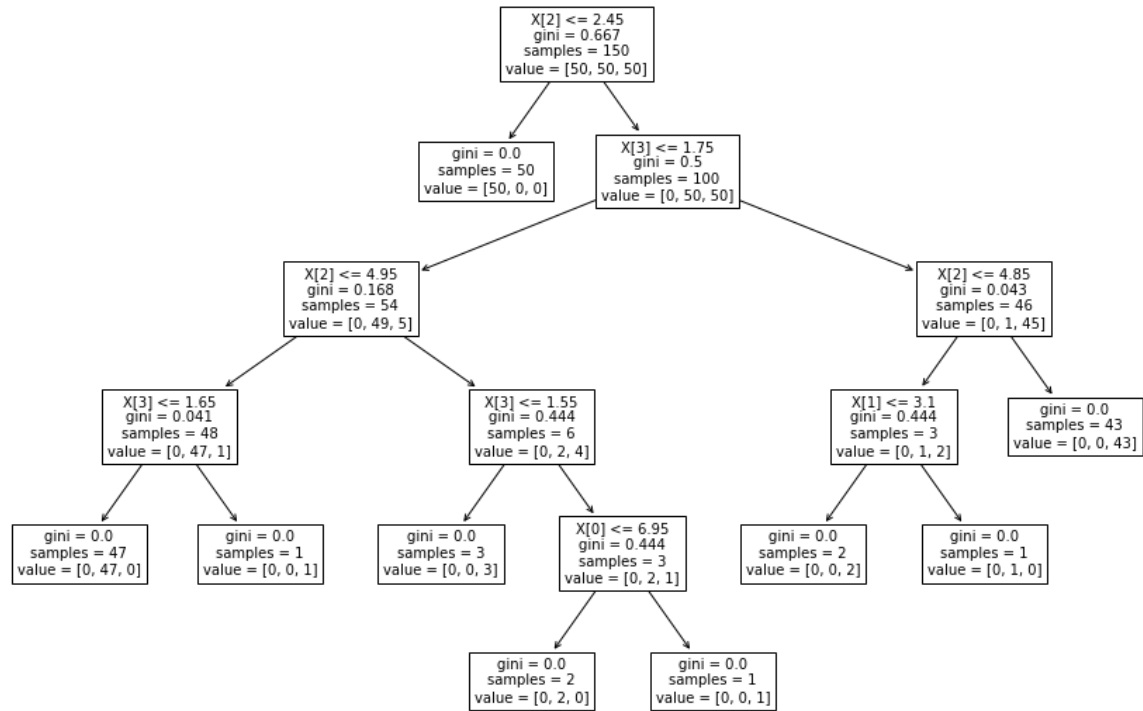 X[2] <= 2.45
gini = 0.667
samples = 150
value = [50, 50, 50]
gini = 0.0
samples = 50
value = [50, 0, 0]
X[3] <= 1.75
gini = 0.5
samples = 100
value = [0, 50, 50]
X[2] <= 4.95
gini = 0.168
samples = 54
value = [0, 49, 5]
X[2] <= 4.85
gini = 0.043
samples = 46
value = [0, 1, 45]
X[3] <= 1.65
gini = 0.041
samples = 48
value = [0, 47, 1]
X[3] <= 1.55
gini = 0.444
samples = 6
value = [0, 2, 4]
X[1] <= 3.1
gini = 0.444
samples = 3
value = [0, 1, 2]
gini = 0.0
samples = 43
value = [0, 0, 43]
gini = 0.0
samples = 47
value = [0, 47, 0]
gini = 0.0
samples = 1
value = [0, 0, 1]
gini = 0.0
samples = 3
value = [0, 0, 3]
X[0] <= 6.95
gini = 0.444
samples = 3
value = [0, 2, 1]
gini = 0.0
samples = 2
value = [0, 0, 2]
gini = 0.0
samples = 1
value = [0, 1, 0]
gini = 0.0
samples = 2
value = [0, 2, 0]
gini = 0.0
samples = 1
value = [0, 0, 1]